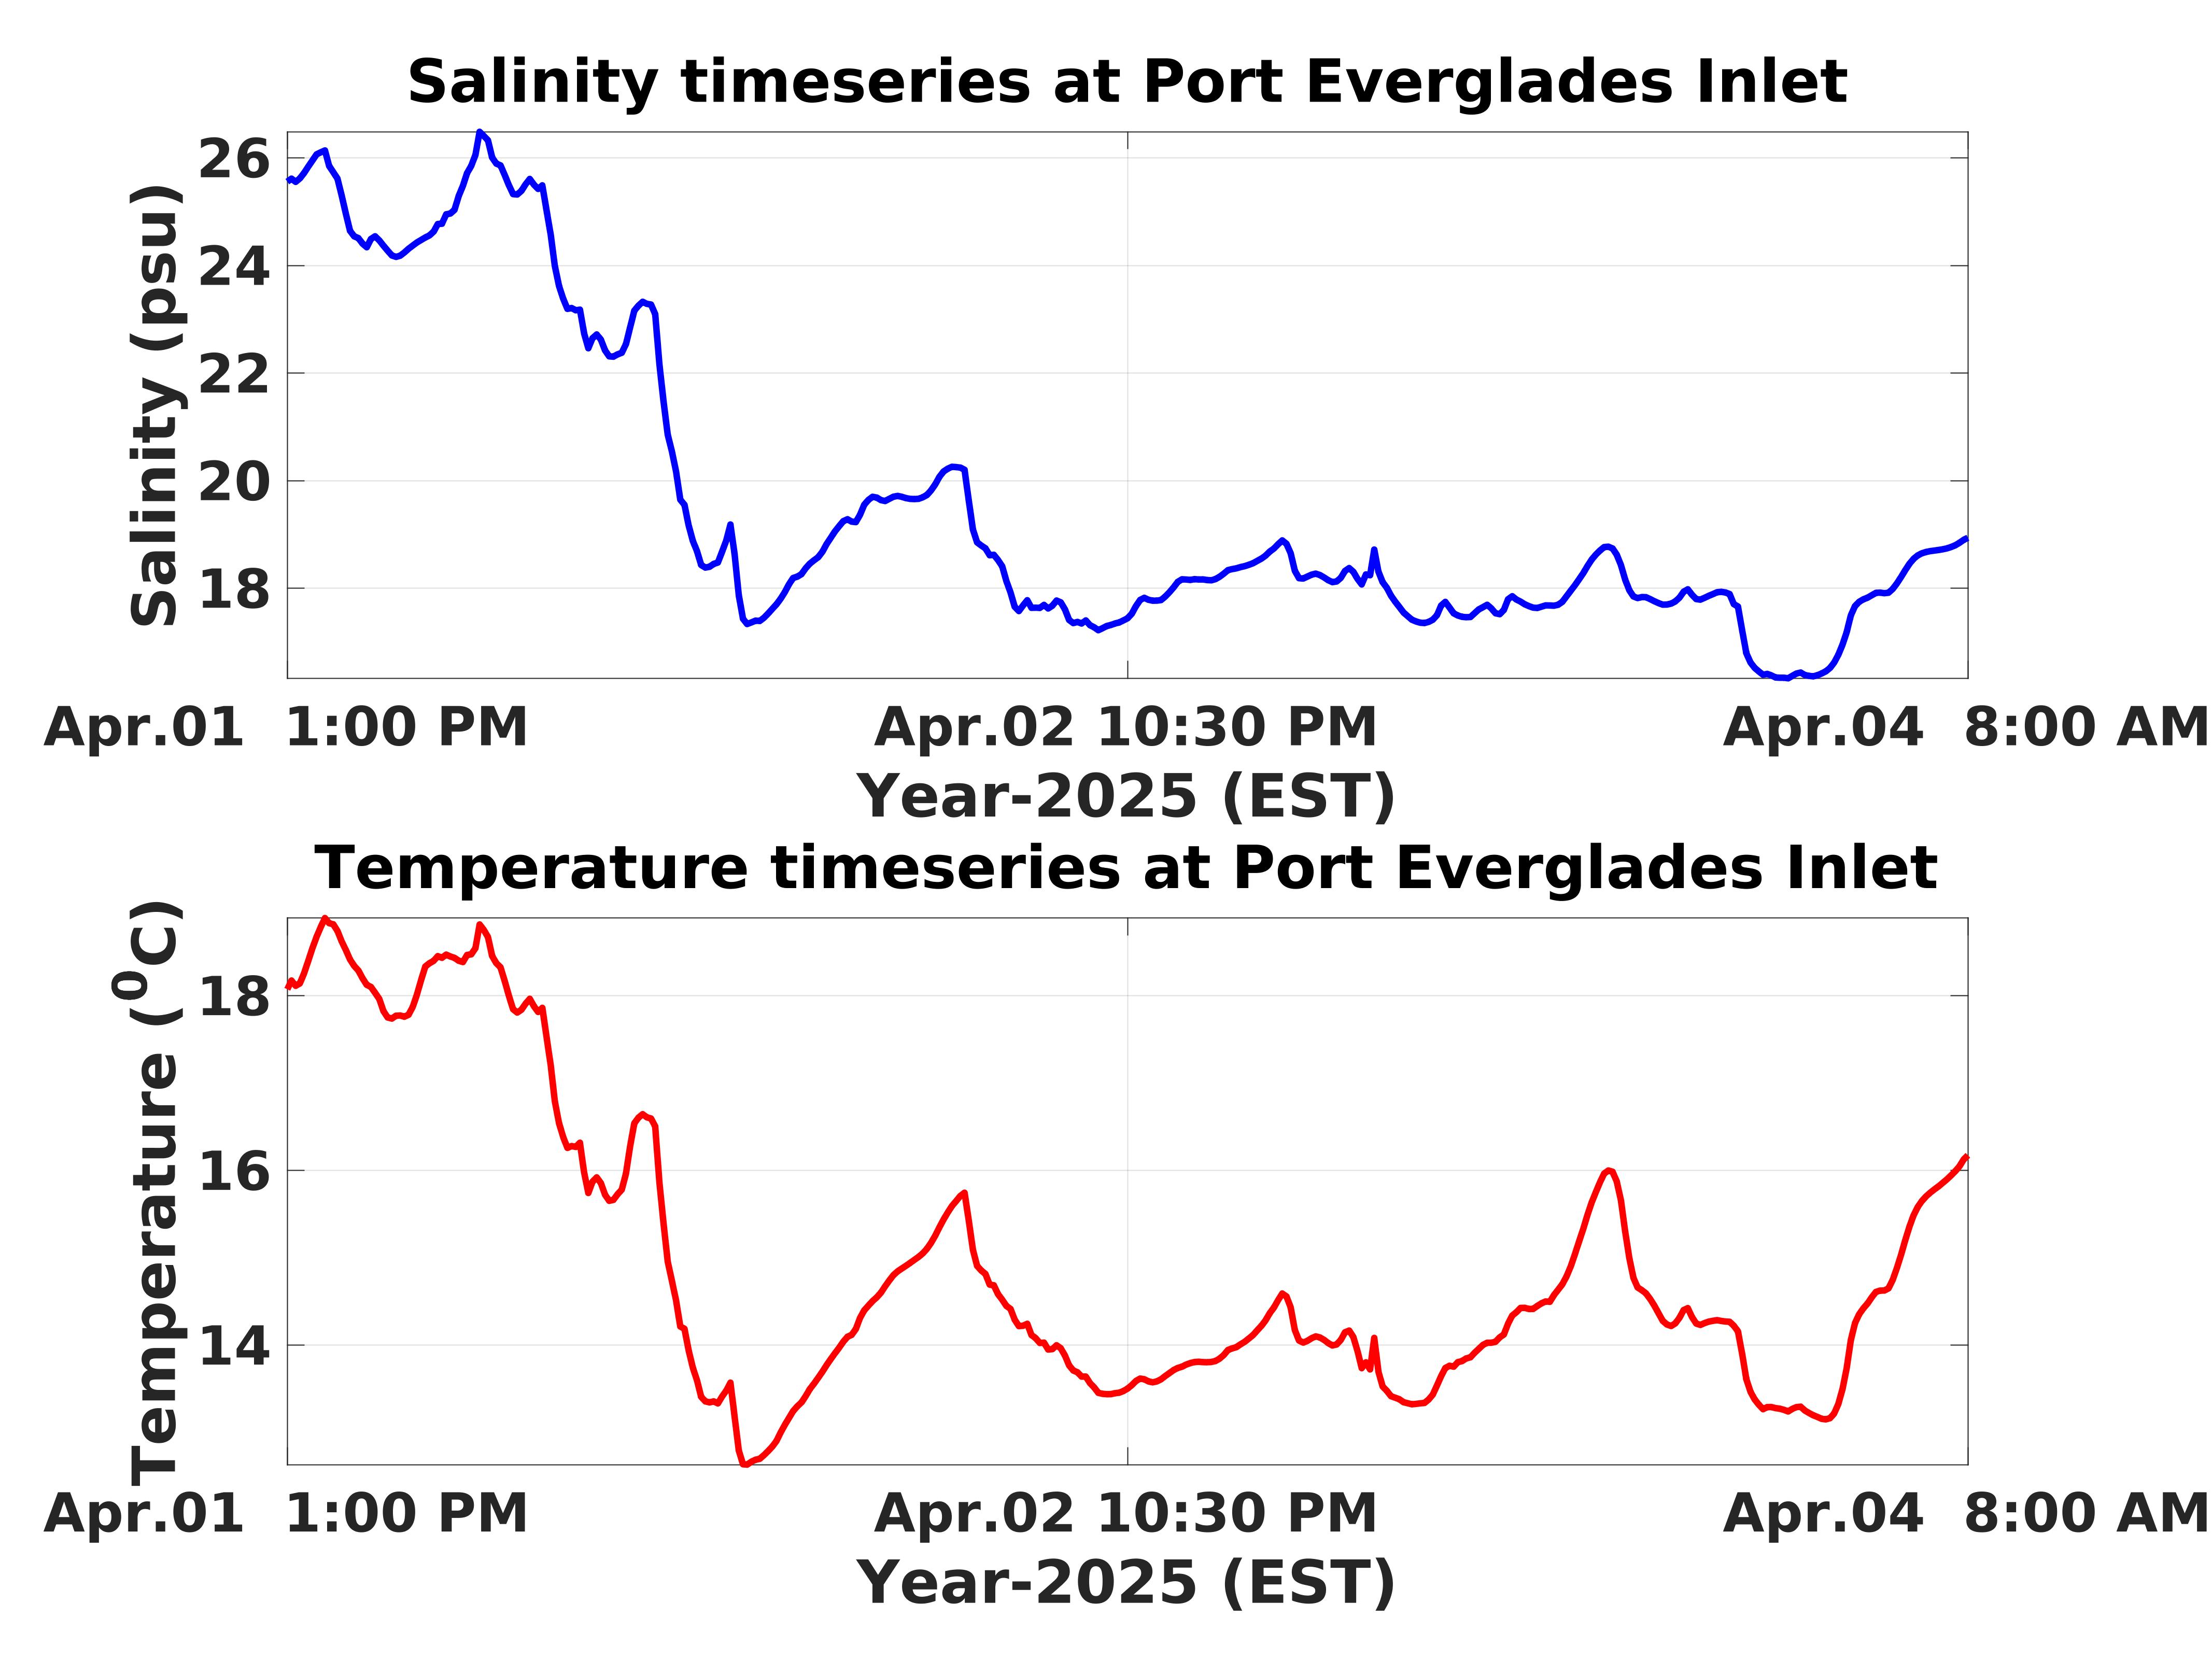 Salinity timeseries at Port Everglades Inlet
Salinity (psu)
26
24
22
20
18
Apr.01  1:00 PM
Apr.02 10:30 PM
Apr.04  8:00 AM
Year-2025 (EST)
Temperature timeseries at Port Everglades Inlet
Temperature (⁰C)
18
16
14
Apr.01  1:00 PM
Apr.02 10:30 PM
Apr.04  8:00 AM
Year-2025 (EST)